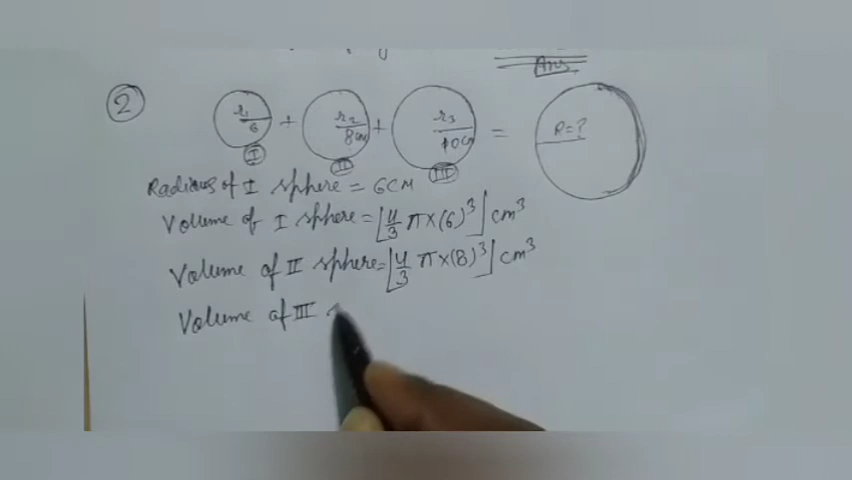 Ans
2
r1 + r2 + r3 = R=?
6 8cm 10cm
I II III
Radious of I sphere = 6CM
Volume of I sphere = [4/3 π×(6)³] cm³
Volume of II sphere = [4/3 π×(8)³] cm³
Volume of III